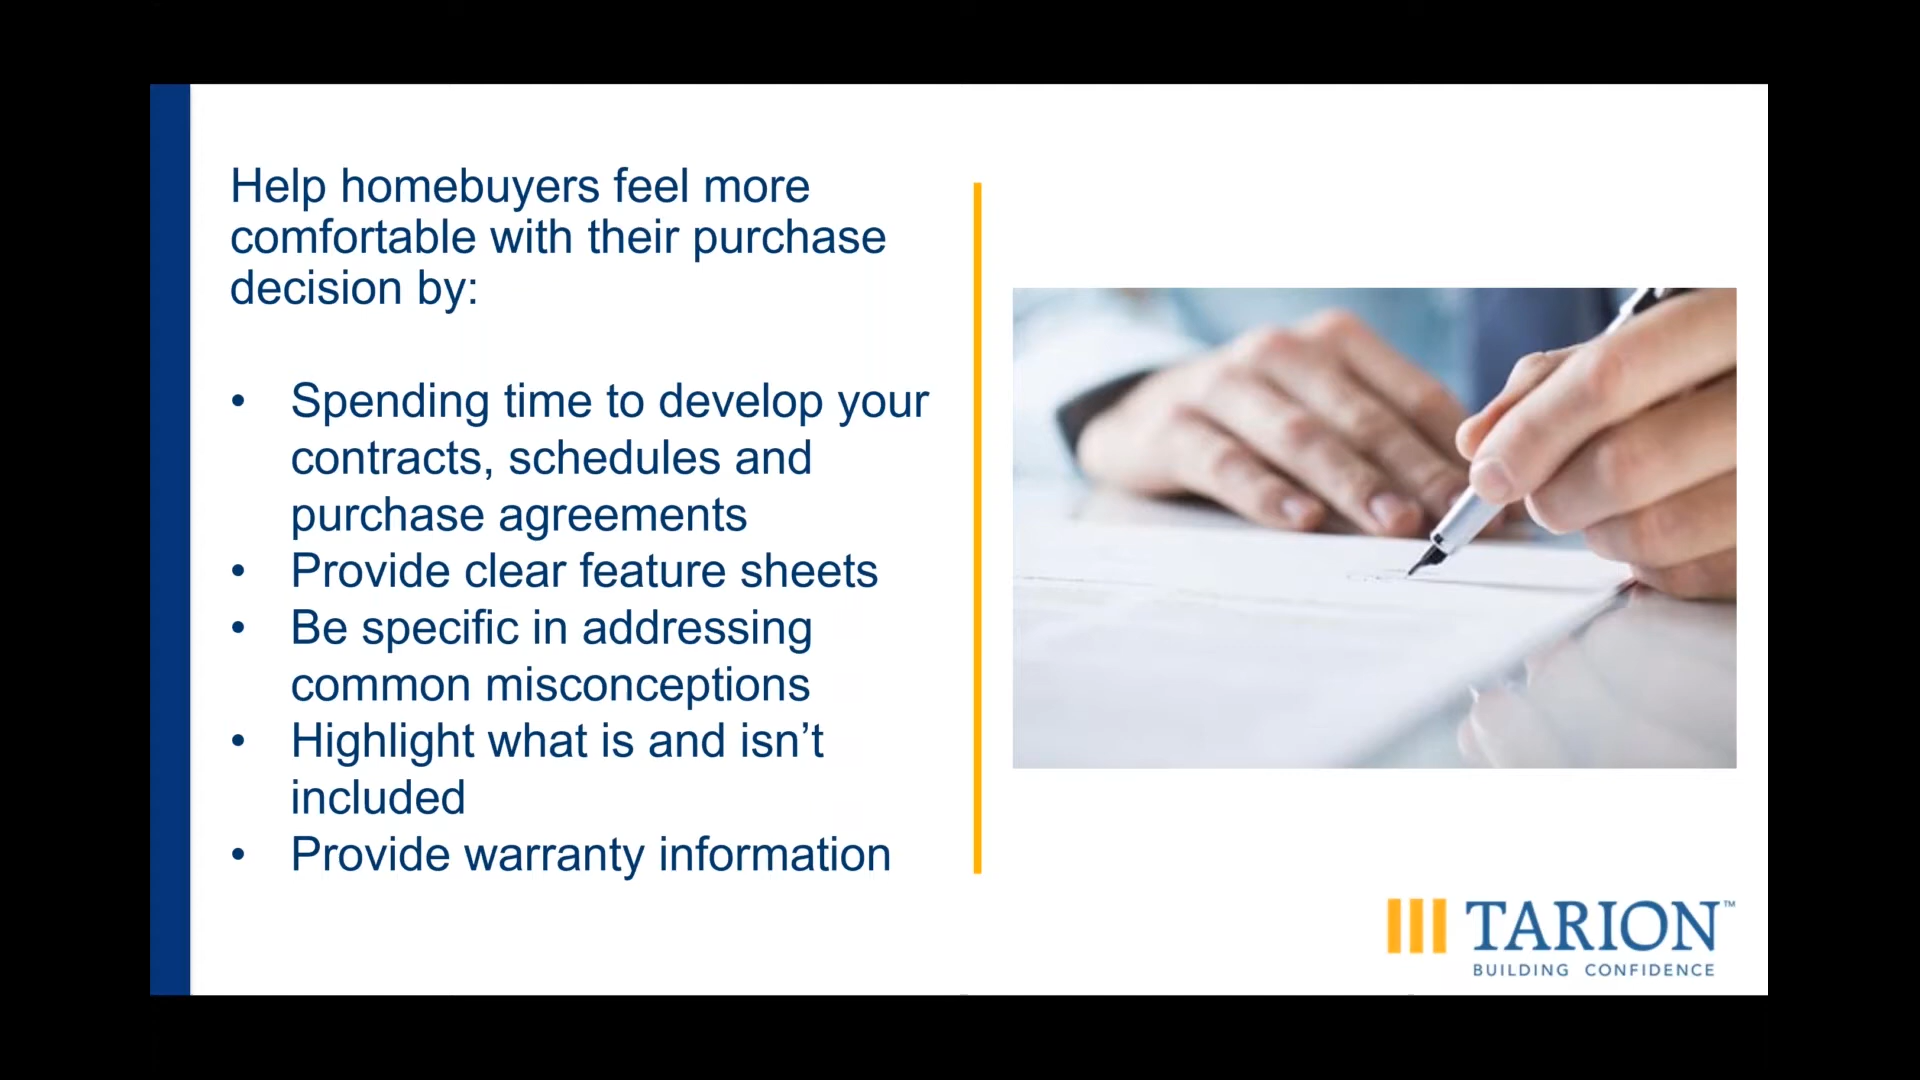 Help homebuyers feel more
comfortable with their purchase
decision by:
• Spending time to develop your
contracts, schedules and
purchase agreements
• Provide clear feature sheets
• Be specific in addressing
common misconceptions
• Highlight what is and isn’t
included
• Provide warranty information
TARION™
BUILDING CONFIDENCE